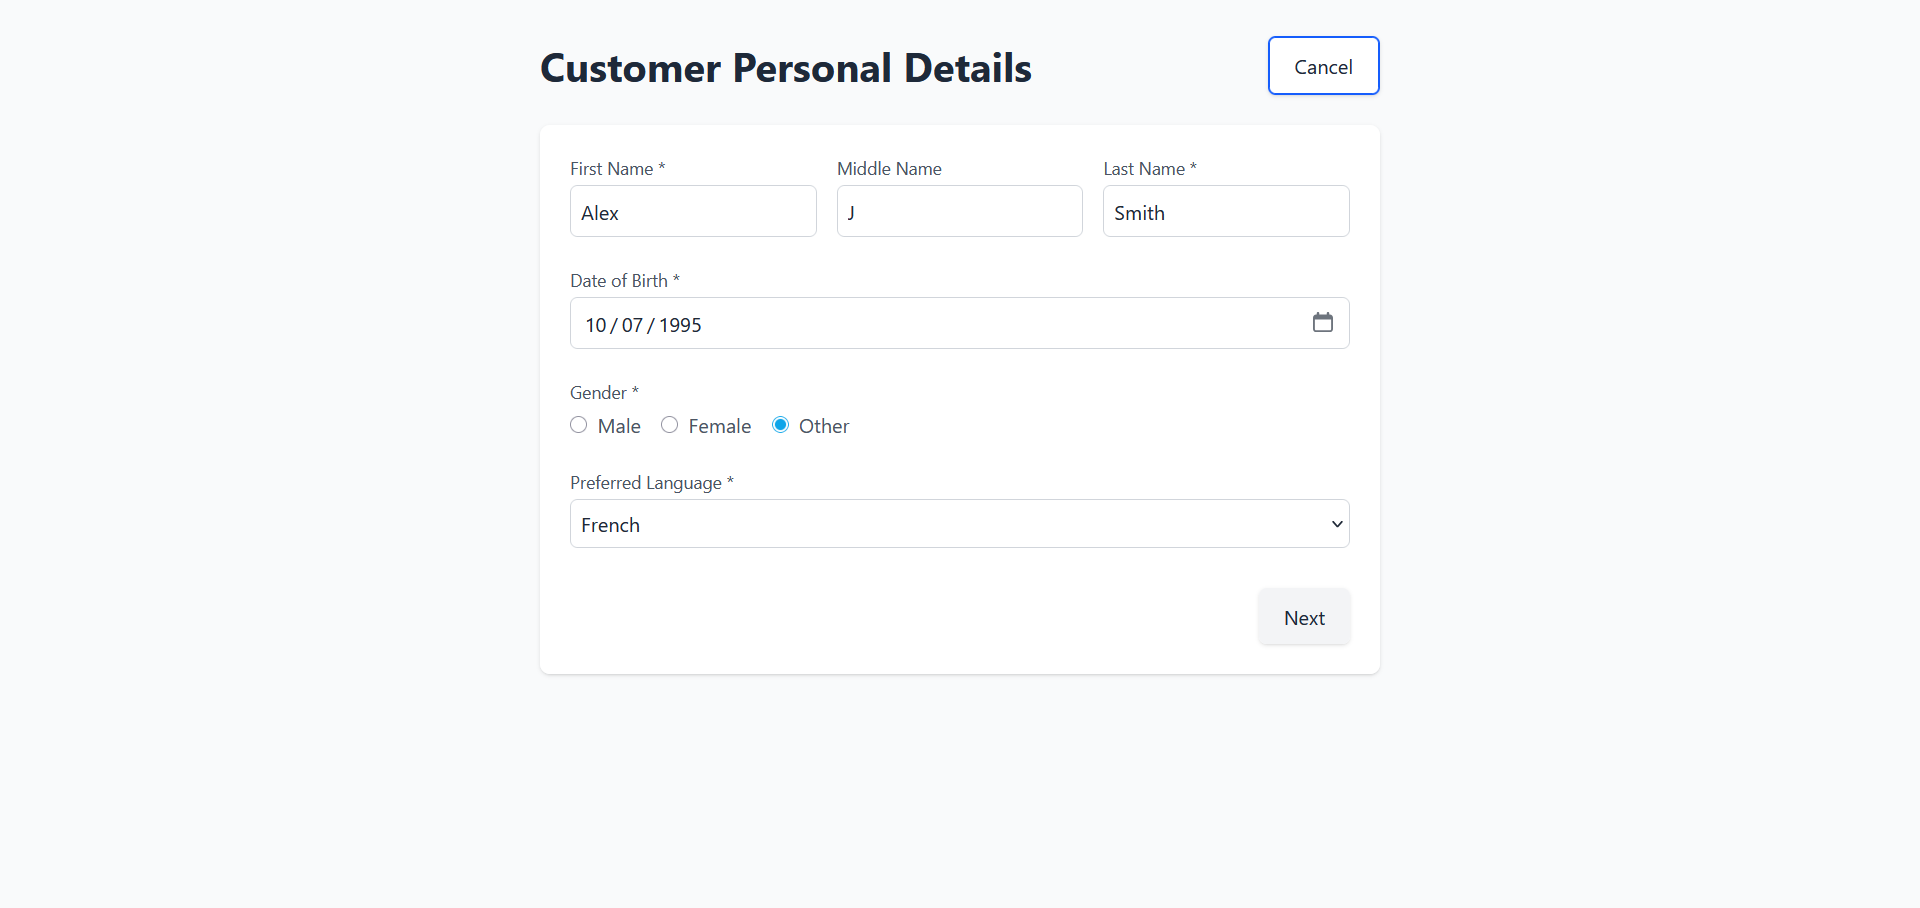 Customer Personal Details
Cancel
First Name * Middle Name Last Name *
Alex J Smith
Date of Birth *
10 / 07 / 1995
Gender *
Male Female Other
Preferred Language *
French
Next